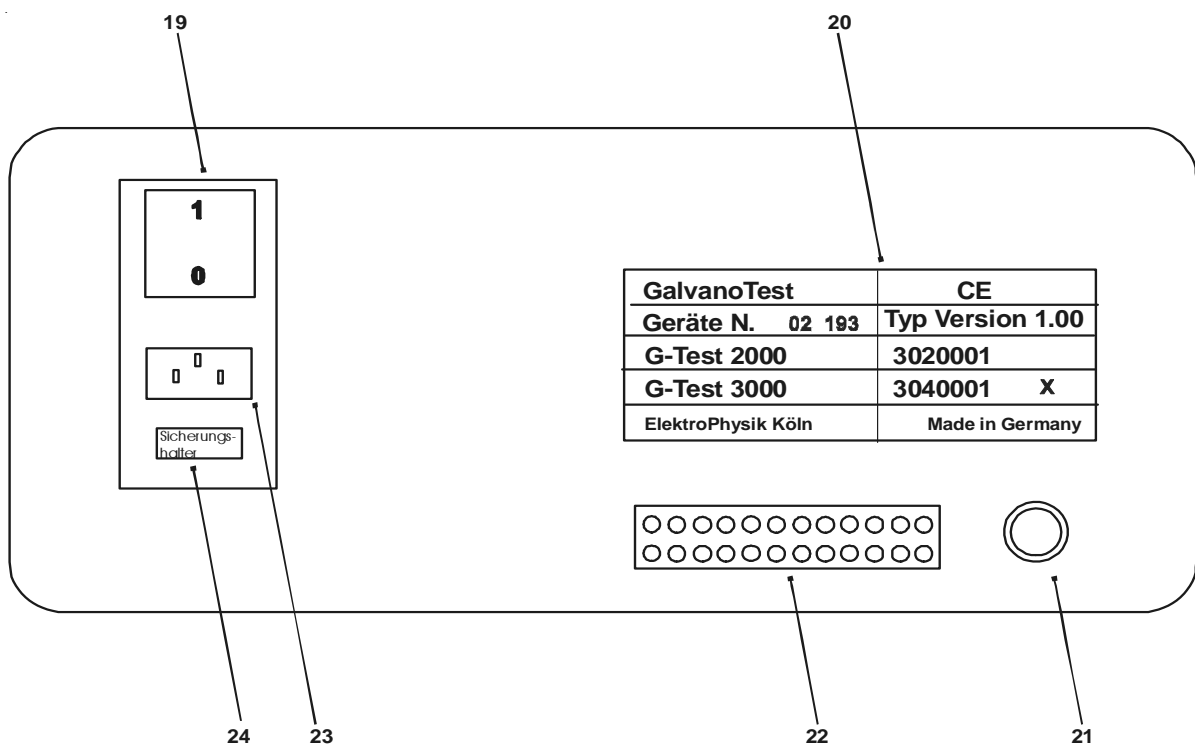 19 20
1
0
Sicherungs-
halter
GalvanoTest CE
Geräte N. 02 193 Typ Version 1.00
G-Test 2000 3020001
G-Test 3000 3040001 X
ElektroPhysik Köln Made in Germany
24 23 22 21